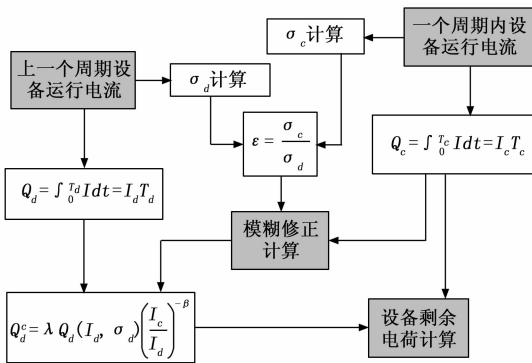 σ_c计算
一个周期内设
备运行电流
上一个周期设
备运行电流
σ_d计算
ε = σ_c / σ_d
Q_c = ∫_0^{T_c} Idt = I_c T_c
Q_d = ∫_0^{T_d} Idt = I_d T_d
模糊修正
计算
Q_d^c = λ Q_d (I_d, σ_d) (I_c / I_d)^{-β}
设备剩余
电荷计算